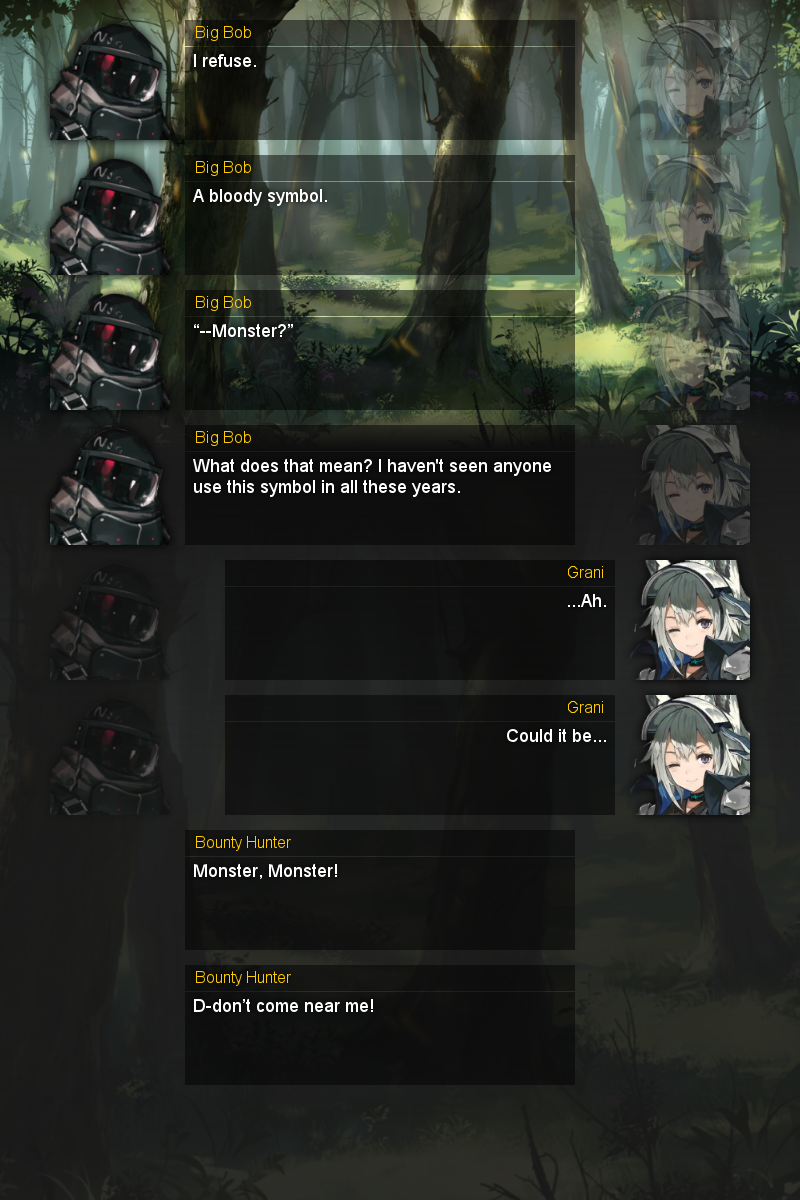 Big Bob
I refuse.
Big Bob
A bloody symbol.
Big Bob
“--Monster?”
Big Bob
What does that mean? I haven't seen anyone
use this symbol in all these years.
Grani
...Ah.
Grani
Could it be...
Bounty Hunter
Monster, Monster!
Bounty Hunter
D-don’t come near me!